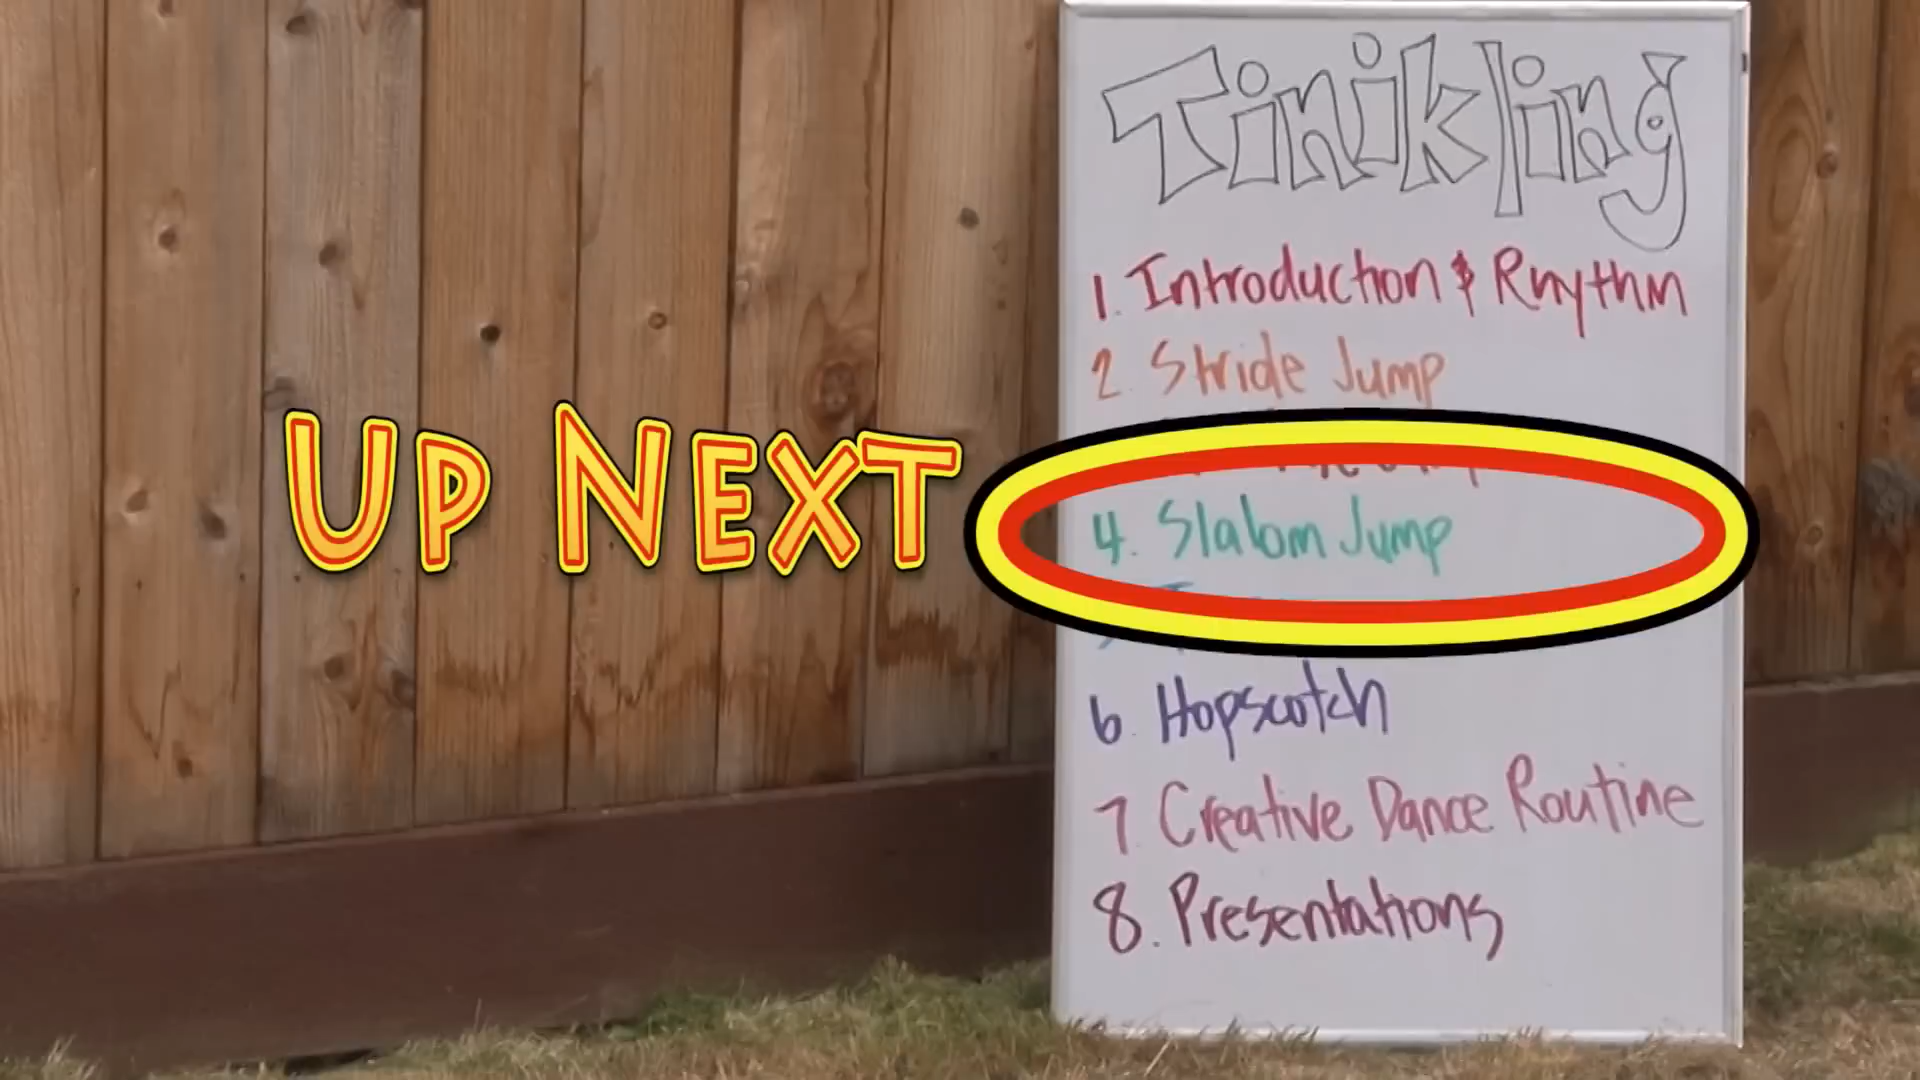 Tinikling
1. Introduction & Rhythm
2. Stride Jump
UP NEXT
4. Slalom Jump
6. Hopscotch
7. Creative Dance Routine
8. Presentations